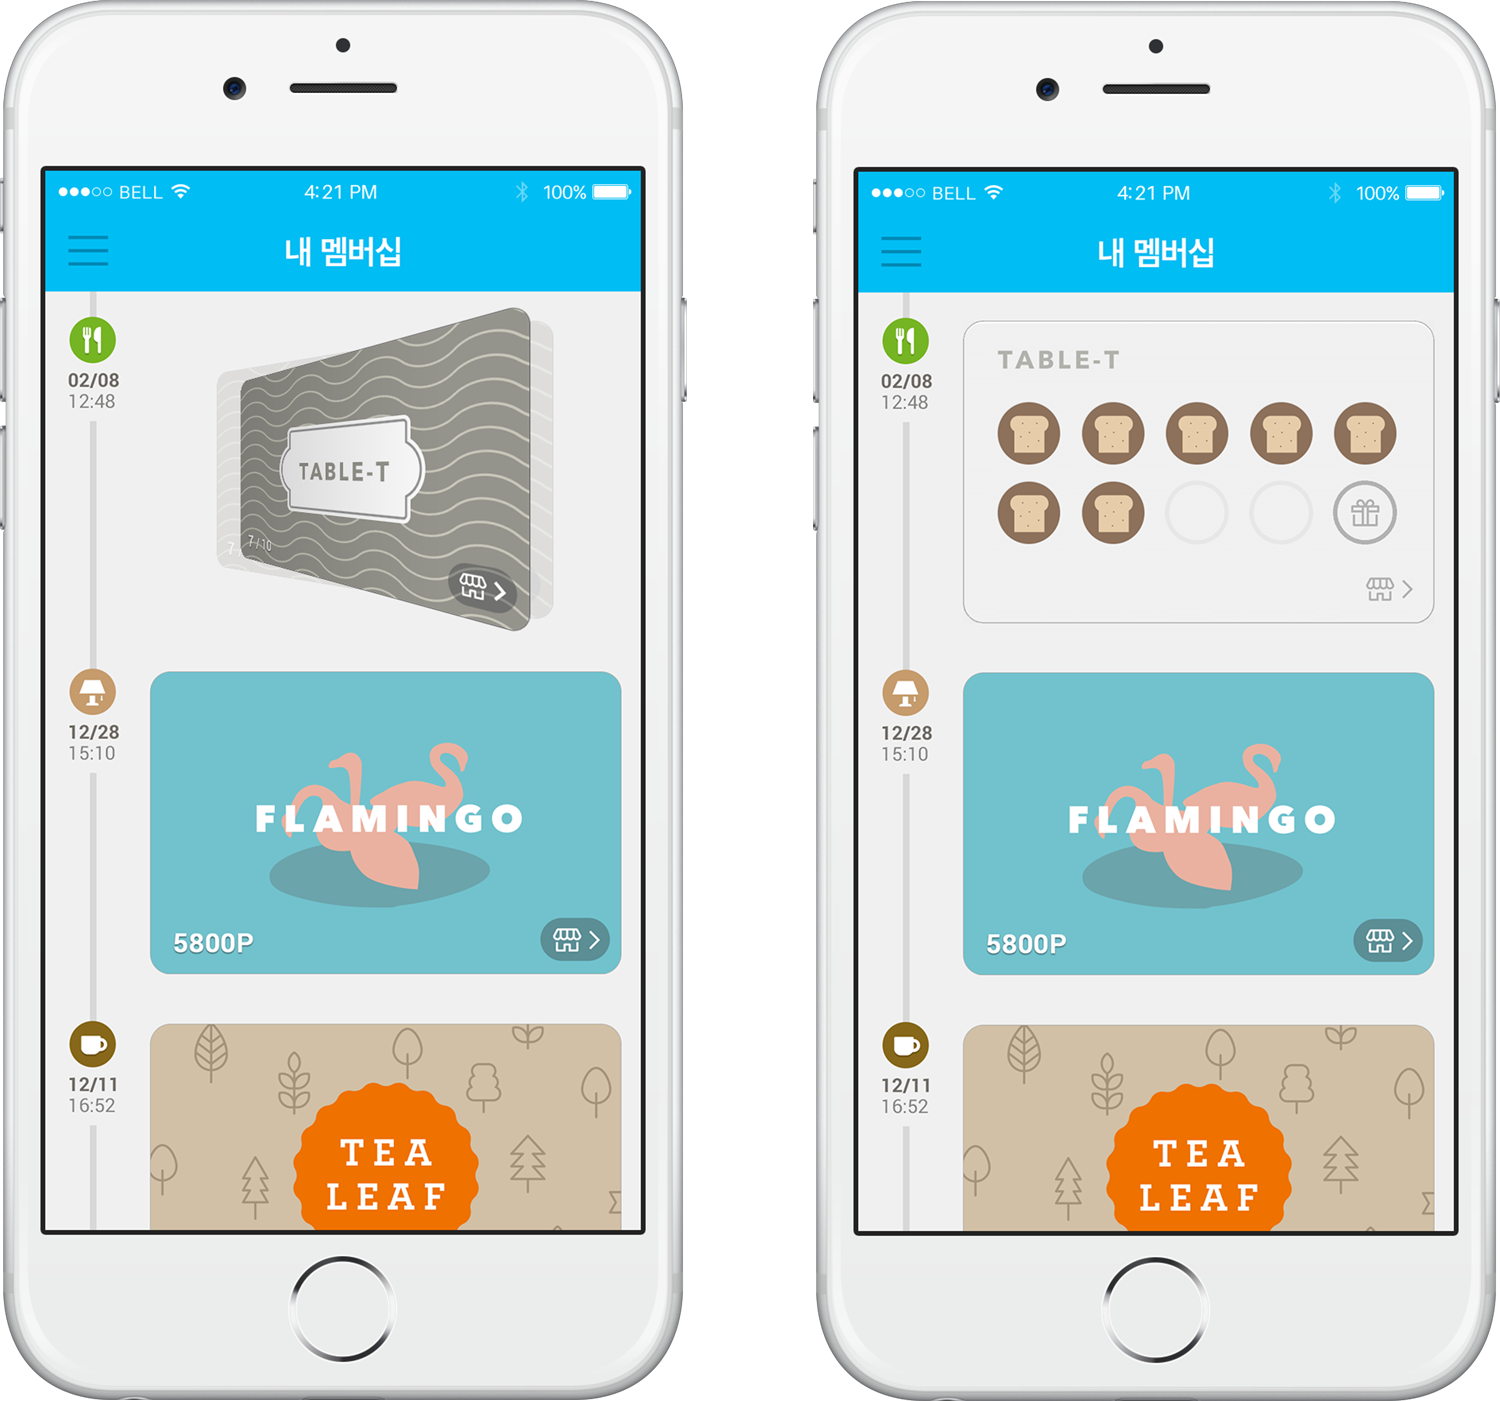 BELL
4:21 PM
100%
내 멤버십
02/08
12:48
TABLE-T
7 / 10
7
12/28
15:10
FLAMINGO
5800P
12/11
16:52
TEA
LEAF
BELL
4:21 PM
100%
내 멤버십
02/08
12:48
TABLE-T
12/28
15:10
FLAMINGO
5800P
12/11
16:52
TEA
LEAF